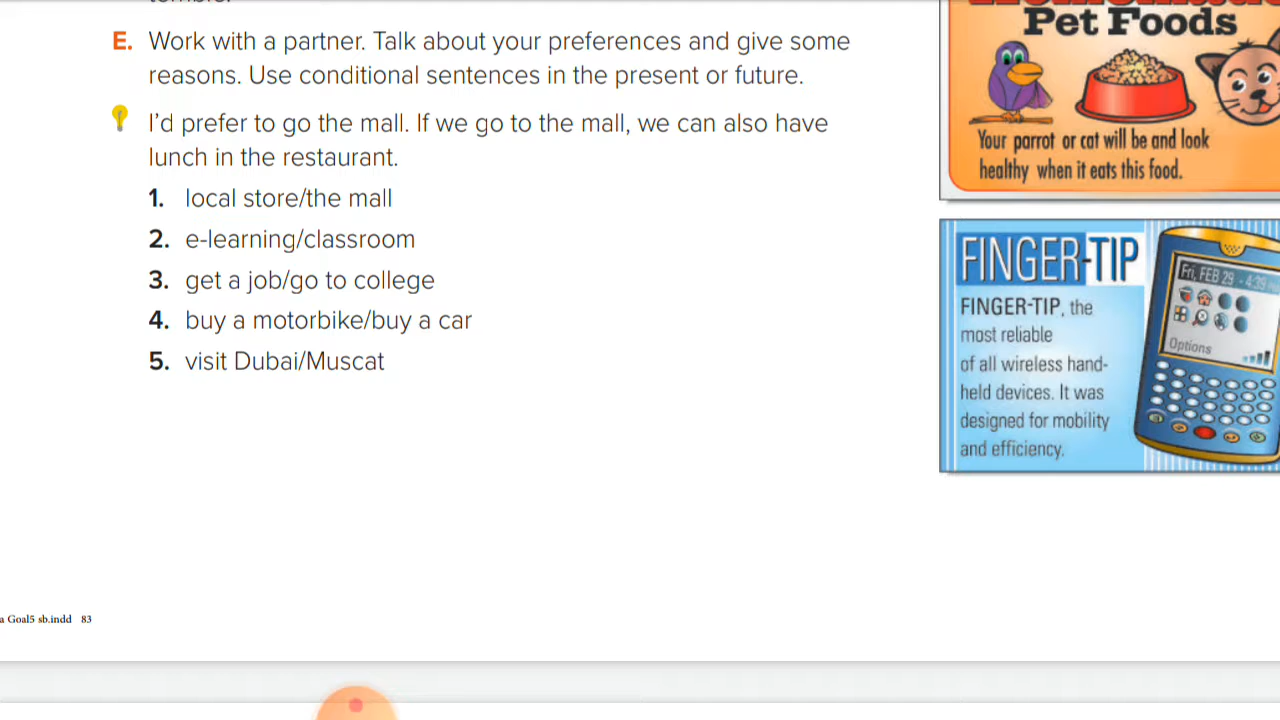 E. Work with a partner. Talk about your preferences and give some
reasons. Use conditional sentences in the present or future.
I'd prefer to go the mall. If we go to the mall, we can also have
lunch in the restaurant.
1. local store/the mall
2. e-learning/classroom
3. get a job/go to college
4. buy a motorbike/buy a car
5. visit Dubai/Muscat
Pet Foods
Your parrot or cat will be and look
healthy when it eats this food.
FINGER-TIP
FINGER-TIP, the
most reliable
of all wireless hand-
held devices. It was
designed for mobility
and efficiency.
Fri, FEB 29 - 4:39
Options
a Goal5 sb.indd 83